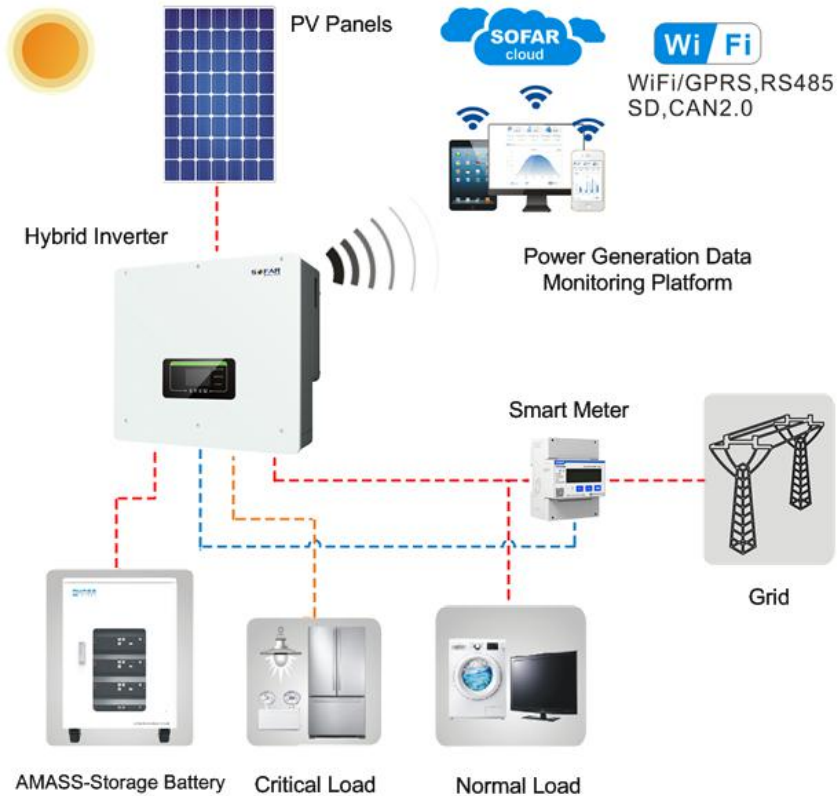 PV Panels
SOFAR
cloud
Wi Fi
WiFi/GPRS,RS485
SD,CAN2.0
Hybrid Inverter
SOFAR
Power Generation Data
Monitoring Platform
Smart Meter
Grid
AMASS-Storage Battery
Critical Load
Normal Load